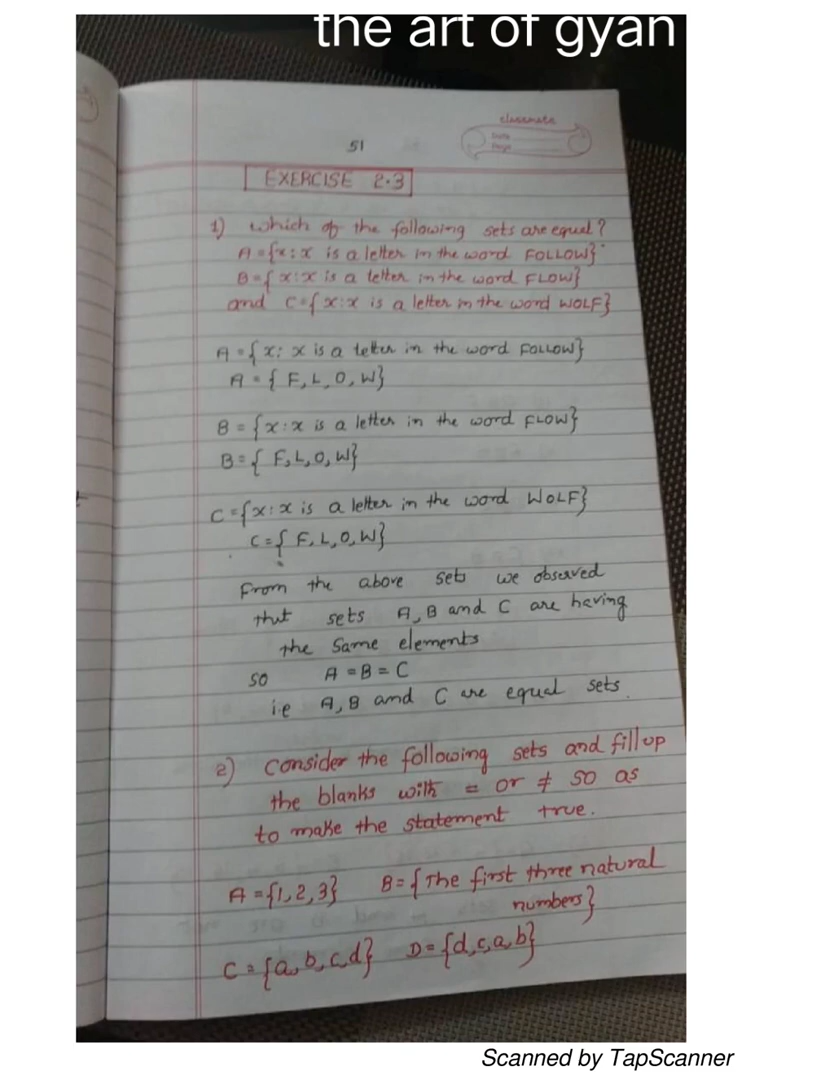 the art of gyan
classmate
Date
Page
51
EXERCISE 2.3
1) which of the following sets are equal?
A = {x : x is a letter in the word FOLLOW}
B = {x : x is a letter in the word FLOW}
and C = {x : x is a letter in the word WOLF}
A = {x : x is a letter in the word FOLLOW}
A = { F, L, O, W}
B = {x : x is a letter in the word FLOW}
B = { F, L, O, W}
C = {x : x is a letter in the word WOLF}
C = { F, L, O, W}
From the above sets we observed
that sets A, B and C are having
the same elements
so A = B = C
i.e A, B and C are equal sets.
2) Consider the following sets and fill up
the blanks with = or ≠ so as
to make the statement true.
A = {1, 2, 3} B = { The first three natural
numbers}
C = {a, b, c, d} D = {d, c, a, b}
Scanned by TapScanner